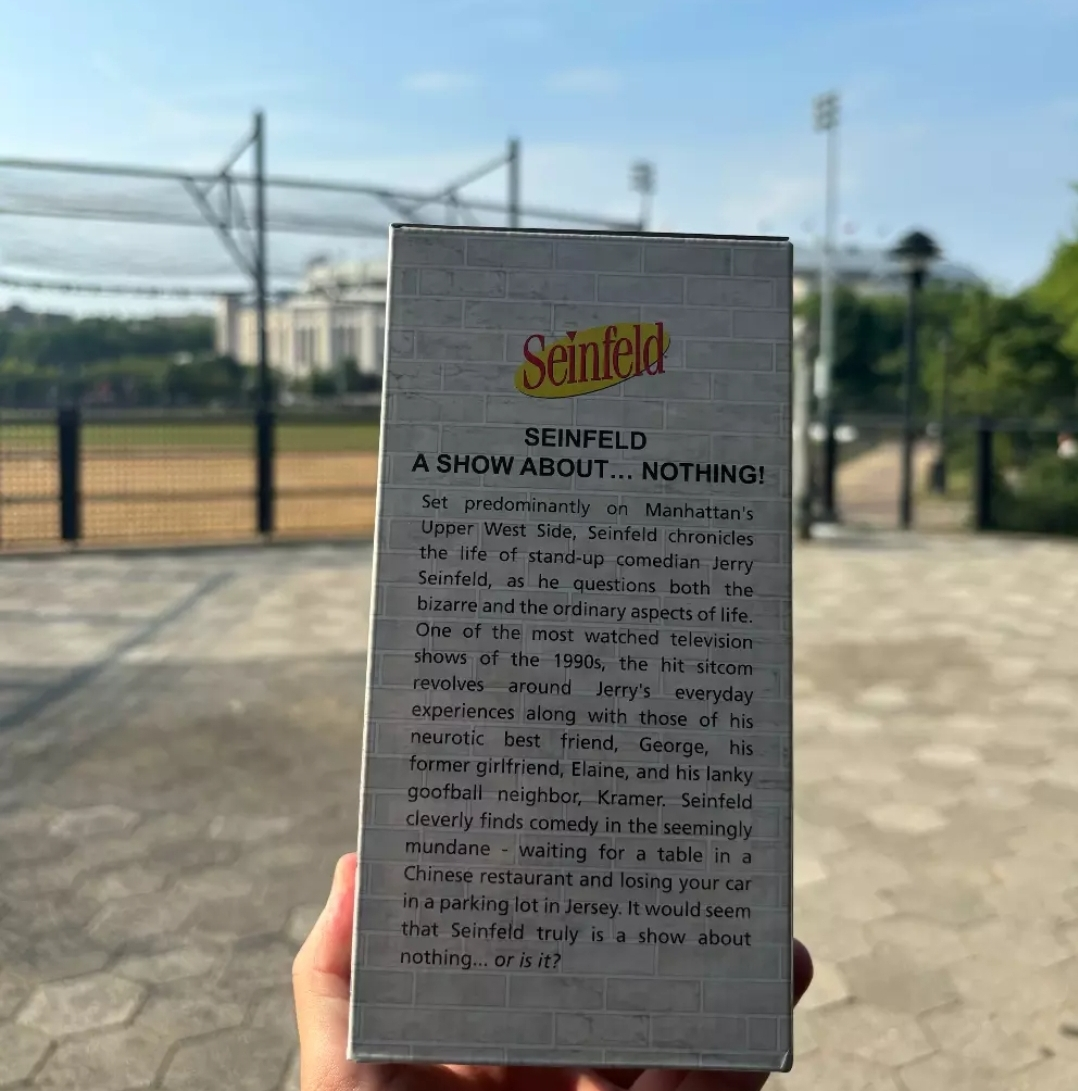 Seinfeld
SEINFELD
A SHOW ABOUT... NOTHING!
Set predominantly on Manhattan's
Upper West Side, Seinfeld chronicles
the life of stand-up comedian Jerry
Seinfeld, as he questions both the
bizarre and the ordinary aspects of life.
One of the most watched television
shows of the 1990s, the hit sitcom
revolves around Jerry's everyday
experiences along with those of his
neurotic best friend, George, his
former girlfriend, Elaine, and his lanky
goofball neighbor, Kramer. Seinfeld
cleverly finds comedy in the seemingly
mundane - waiting for a table in a
Chinese restaurant and losing your car
in a parking lot in Jersey. It would seem
that Seinfeld truly is a show about
nothing... or is it?